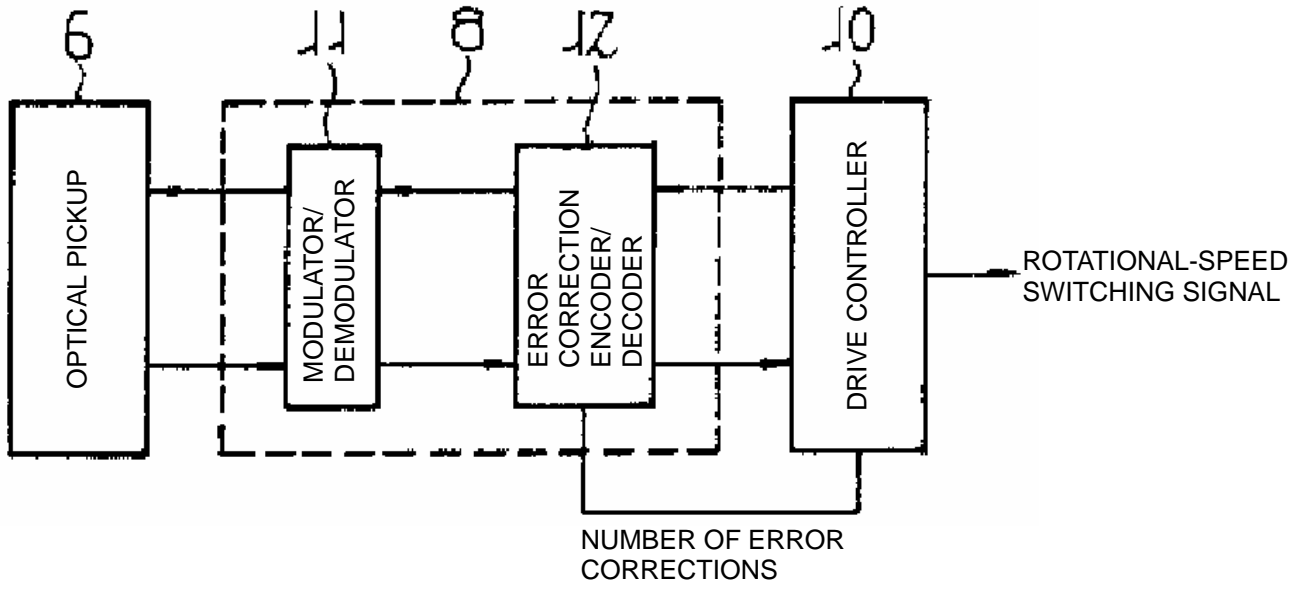 6
11
8
12
10
OPTICAL PICKUP
MODULATOR/
DEMODULATOR
ERROR
CORRECTION
ENCODER/
DECODER
DRIVE CONTROLLER
ROTATIONAL-SPEED
SWITCHING SIGNAL
NUMBER OF ERROR
CORRECTIONS